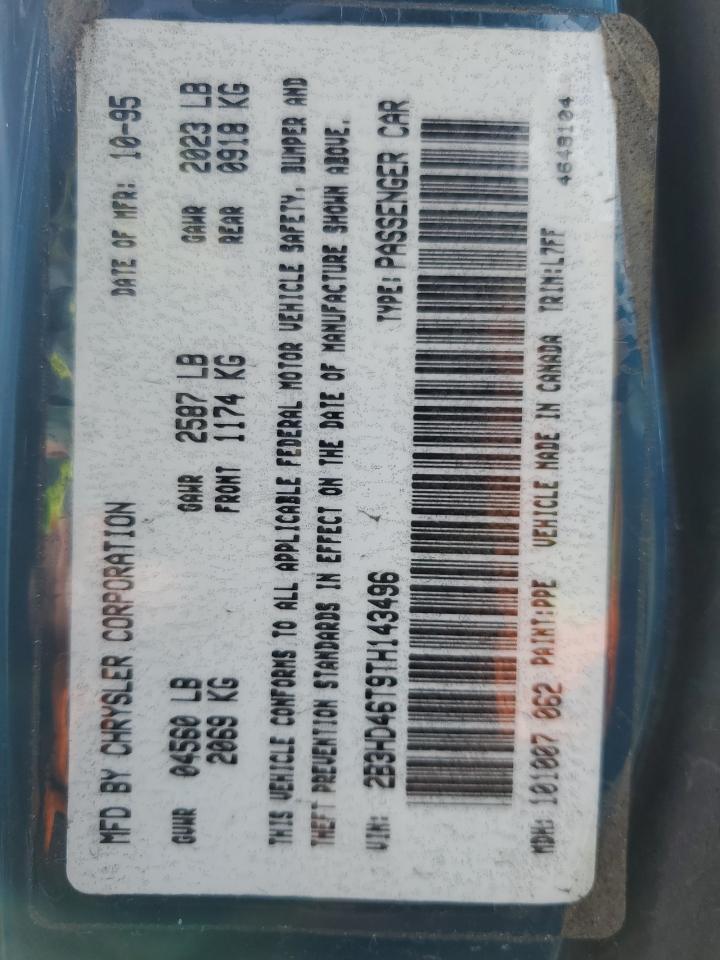 MFD BY CHRYSLER CORPORATION DATE OF MFR: 10-95
GVWR 04560 LB GAWR 2587 LB GAWR 2023 LB
2069 KG FRONT 1174 KG REAR 0918 KG
THIS VEHICLE CONFORMS TO ALL APPLICABLE FEDERAL MOTOR VEHICLE SAFETY, BUMPER AND
THEFT PREVENTION STANDARDS IN EFFECT ON THE DATE OF MANUFACTURE SHOWN ABOVE.
VIN: 2B3HD46T9TH143496 TYPE: PASSENGER CAR
MDH: 101007 062 PAINT:PPE VEHICLE MADE IN CANADA TRIM:L7FF
4648104